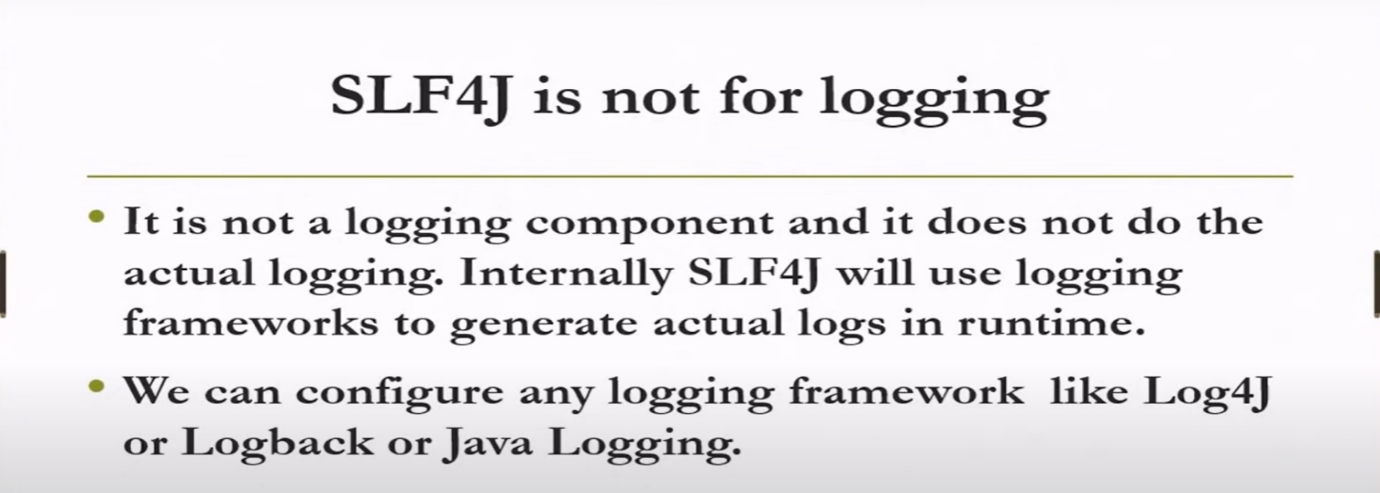 SLF4J is not for logging
• It is not a logging component and it does not do the
actual logging. Internally SLF4J will use logging
frameworks to generate actual logs in runtime.
• We can configure any logging framework like Log4J
or Logback or Java Logging.